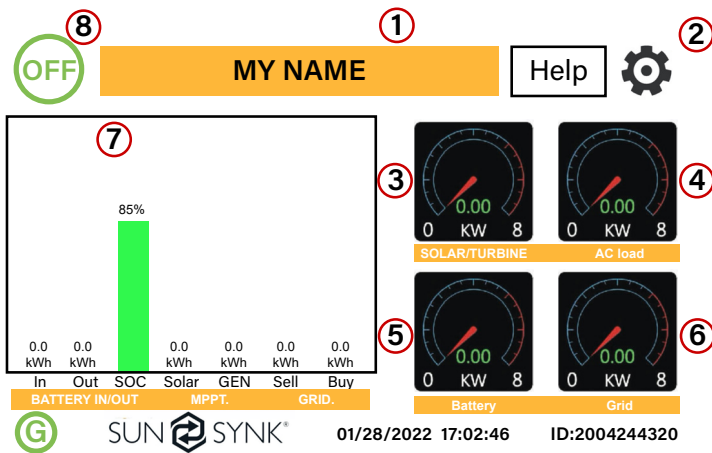 8
1
2
OFF
MY NAME
Help
7
85%
0.0 0.0 0.0 0.0 0.0 0.0
kWh kWh kWh kWh kWh kWh
In Out SOC Solar GEN Sell Buy
BATTERY IN/OUT MPPT. GRID.
3
0.00
0 KW 8
SOLAR/TURBINE
4
0.00
0 KW 8
AC load
5
0.00
0 KW 8
Battery
6
0.00
0 KW 8
Grid
G
SUN SYNK®
01/28/2022 17:02:46
ID:2004244320